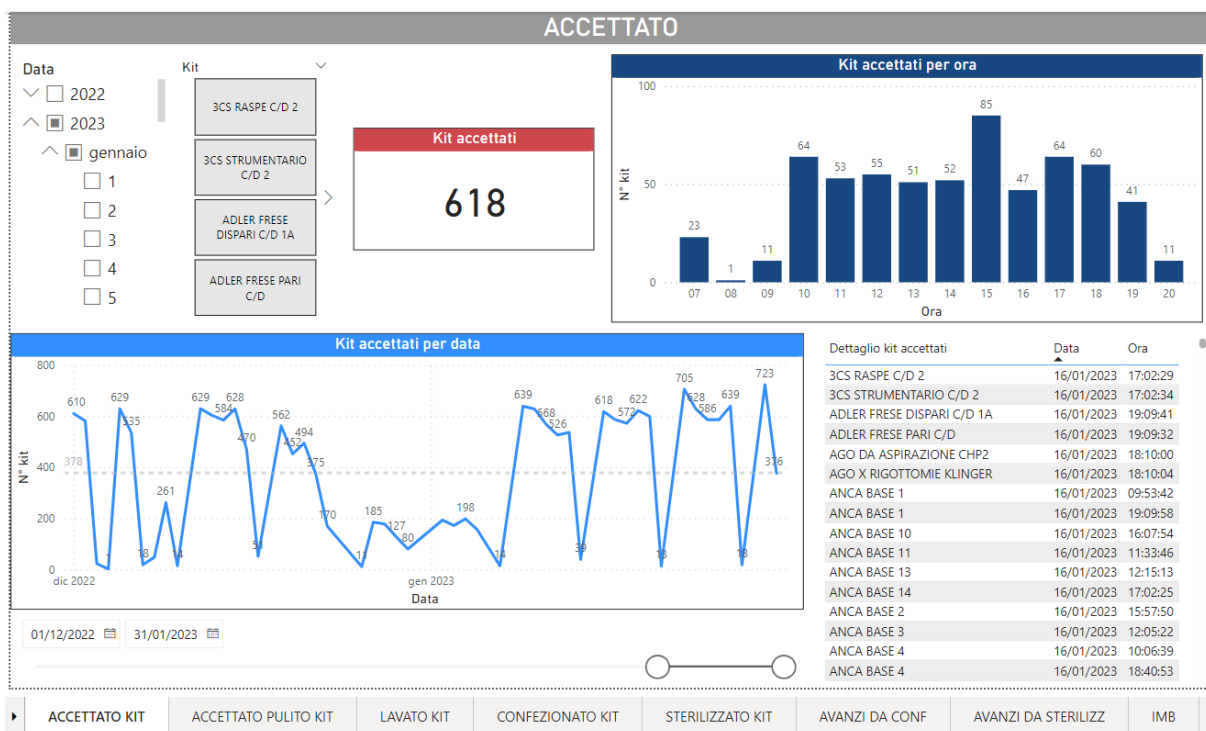 ACCETTATO
Data
2022
2023
gennaio
1
2
3
4
5
Kit
3CS RASPE C/D 2
3CS STRUMENTARIO
C/D 2
ADLER FRESE
DISPARI C/D 1A
ADLER FRESE PARI
C/D
Kit accettati
618
Kit accettati per ora
N° kit
100
50
0
23
1
11
64
53
55
51
52
85
47
64
60
41
11
07 08 09 10 11 12 13 14 15 16 17 18 19 20
Ora
Kit accettati per data
N° kit
800
600
400
200
0
378
610
1
629
535
18
261
14
629
584
628
470
51
562
452
494
375
170
11
185
127
80
198
14
639
568
526
39
618
572
622
18
705
628
586
639
18
723
376
dic 2022 gen 2023
Data
01/12/2022 31/01/2023
Dettaglio kit accettati Data Ora
3CS RASPE C/D 2 16/01/2023 17:02:29
3CS STRUMENTARIO C/D 2 16/01/2023 17:02:34
ADLER FRESE DISPARI C/D 1A 16/01/2023 19:09:41
ADLER FRESE PARI C/D 16/01/2023 19:09:32
AGO DA ASPIRAZIONE CHP2 16/01/2023 18:10:00
AGO X RIGOTTOMIE KLINGER 16/01/2023 18:10:04
ANCA BASE 1 16/01/2023 09:53:42
ANCA BASE 1 16/01/2023 19:09:58
ANCA BASE 10 16/01/2023 16:07:54
ANCA BASE 11 16/01/2023 11:33:46
ANCA BASE 13 16/01/2023 12:15:13
ANCA BASE 14 16/01/2023 17:02:25
ANCA BASE 2 16/01/2023 15:57:50
ANCA BASE 3 16/01/2023 12:05:22
ANCA BASE 4 16/01/2023 10:06:39
ANCA BASE 4 16/01/2023 18:40:53
ACCETTATO KIT ACCETTATO PULITO KIT LAVATO KIT CONFEZIONATO KIT STERILIZZATO KIT AVANZI DA CONF AVANZI DA STERILIZZ IMB